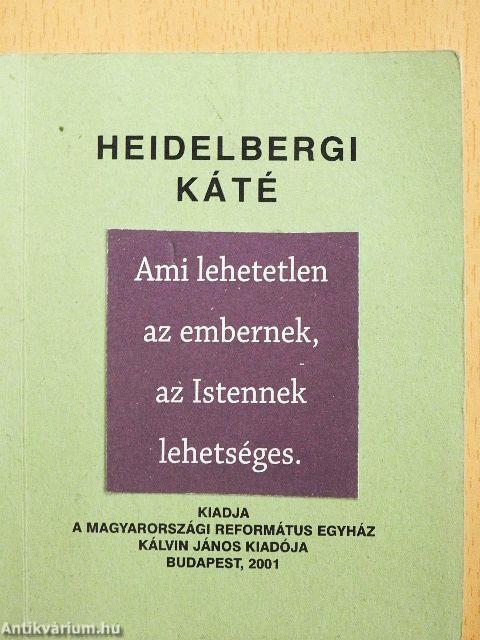 HEIDELBERGI
KÁTÉ
Ami lehetetlen
az embernek,
az Istennek
lehetséges.
KIADJA
A MAGYARORSZÁGI REFORMÁTUS EGYHÁZ
KÁLVIN JÁNOS KIADÓJA
BUDAPEST, 2001
Antikvárium.hu